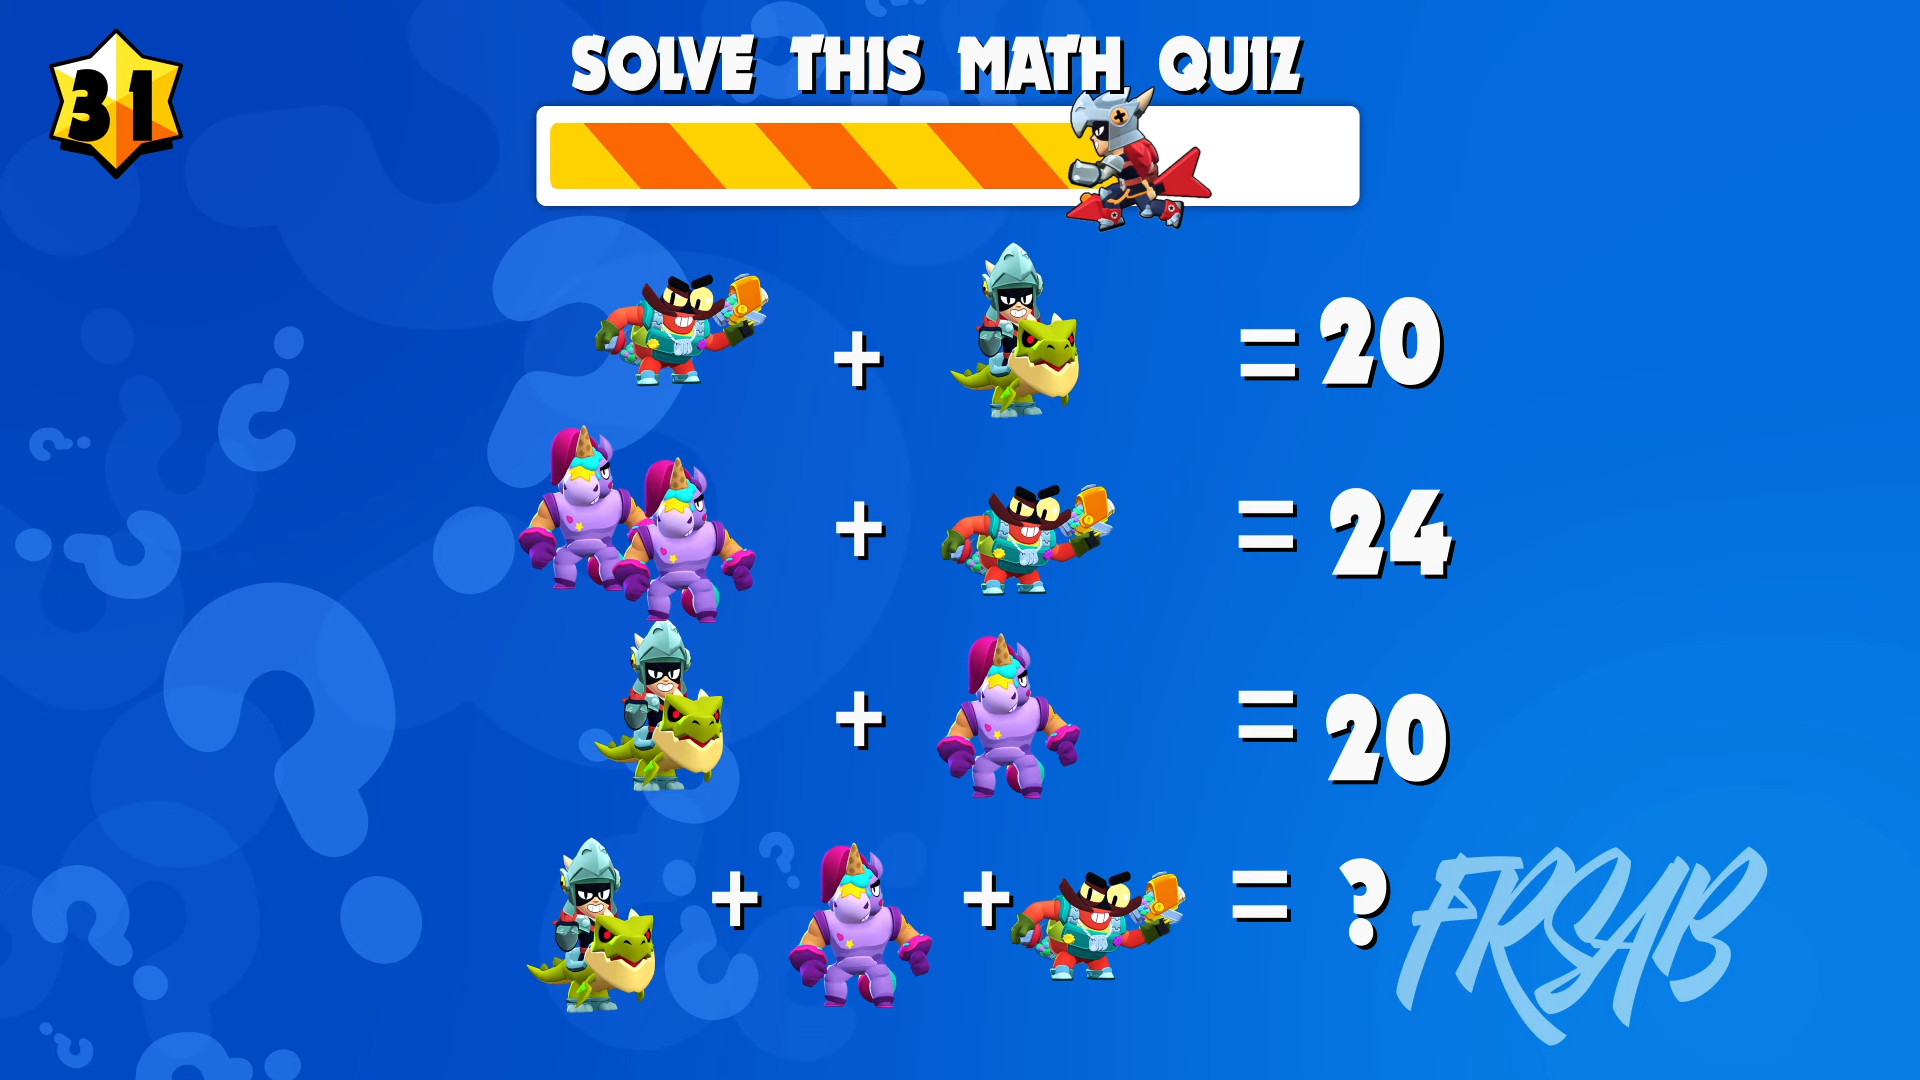 31
SOLVE THIS MATH QUIZ
+ = 20
+ = 24
+ = 20
+ + = ?
FRSAB